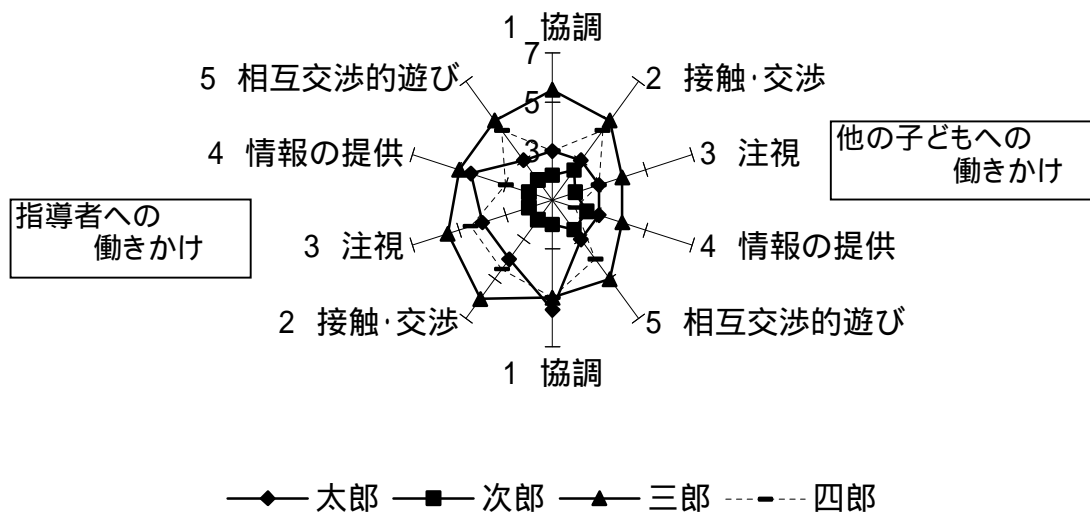 1 協調
7
5
3
2 接触・交渉
3 注視
4 情報の提供
5 相互交渉的遊び
他の子どもへの
働きかけ
5 相互交渉的遊び
4 情報の提供
3 注視
2 接触・交渉
1 協調
指導者への
働きかけ
太郎 次郎 三郎 四郎